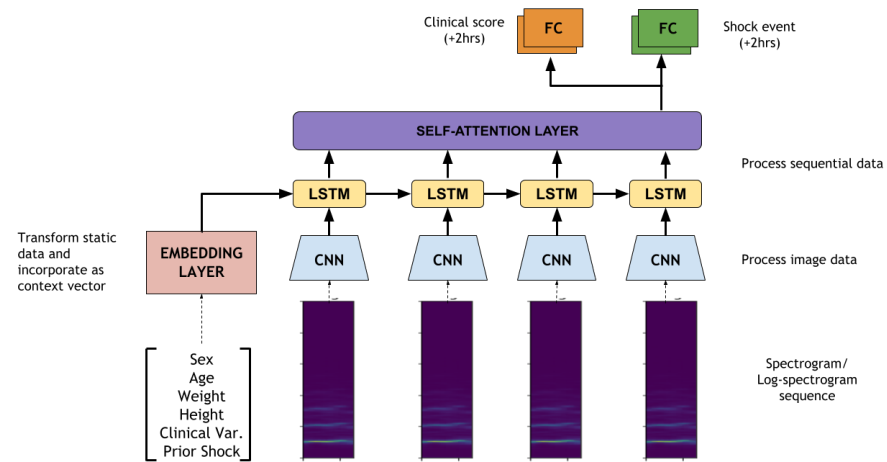 Clinical score
(+2hrs)
FC
FC
Shock event
(+2hrs)
SELF-ATTENTION LAYER
Process sequential data
LSTM
LSTM
LSTM
LSTM
Transform static
data and
incorporate as
context vector
EMBEDDING
LAYER
CNN
CNN
CNN
CNN
Process image data
Sex
Age
Weight
Height
Clinical Var.
Prior Shock
Spectrogram/
Log-spectrogram
sequence